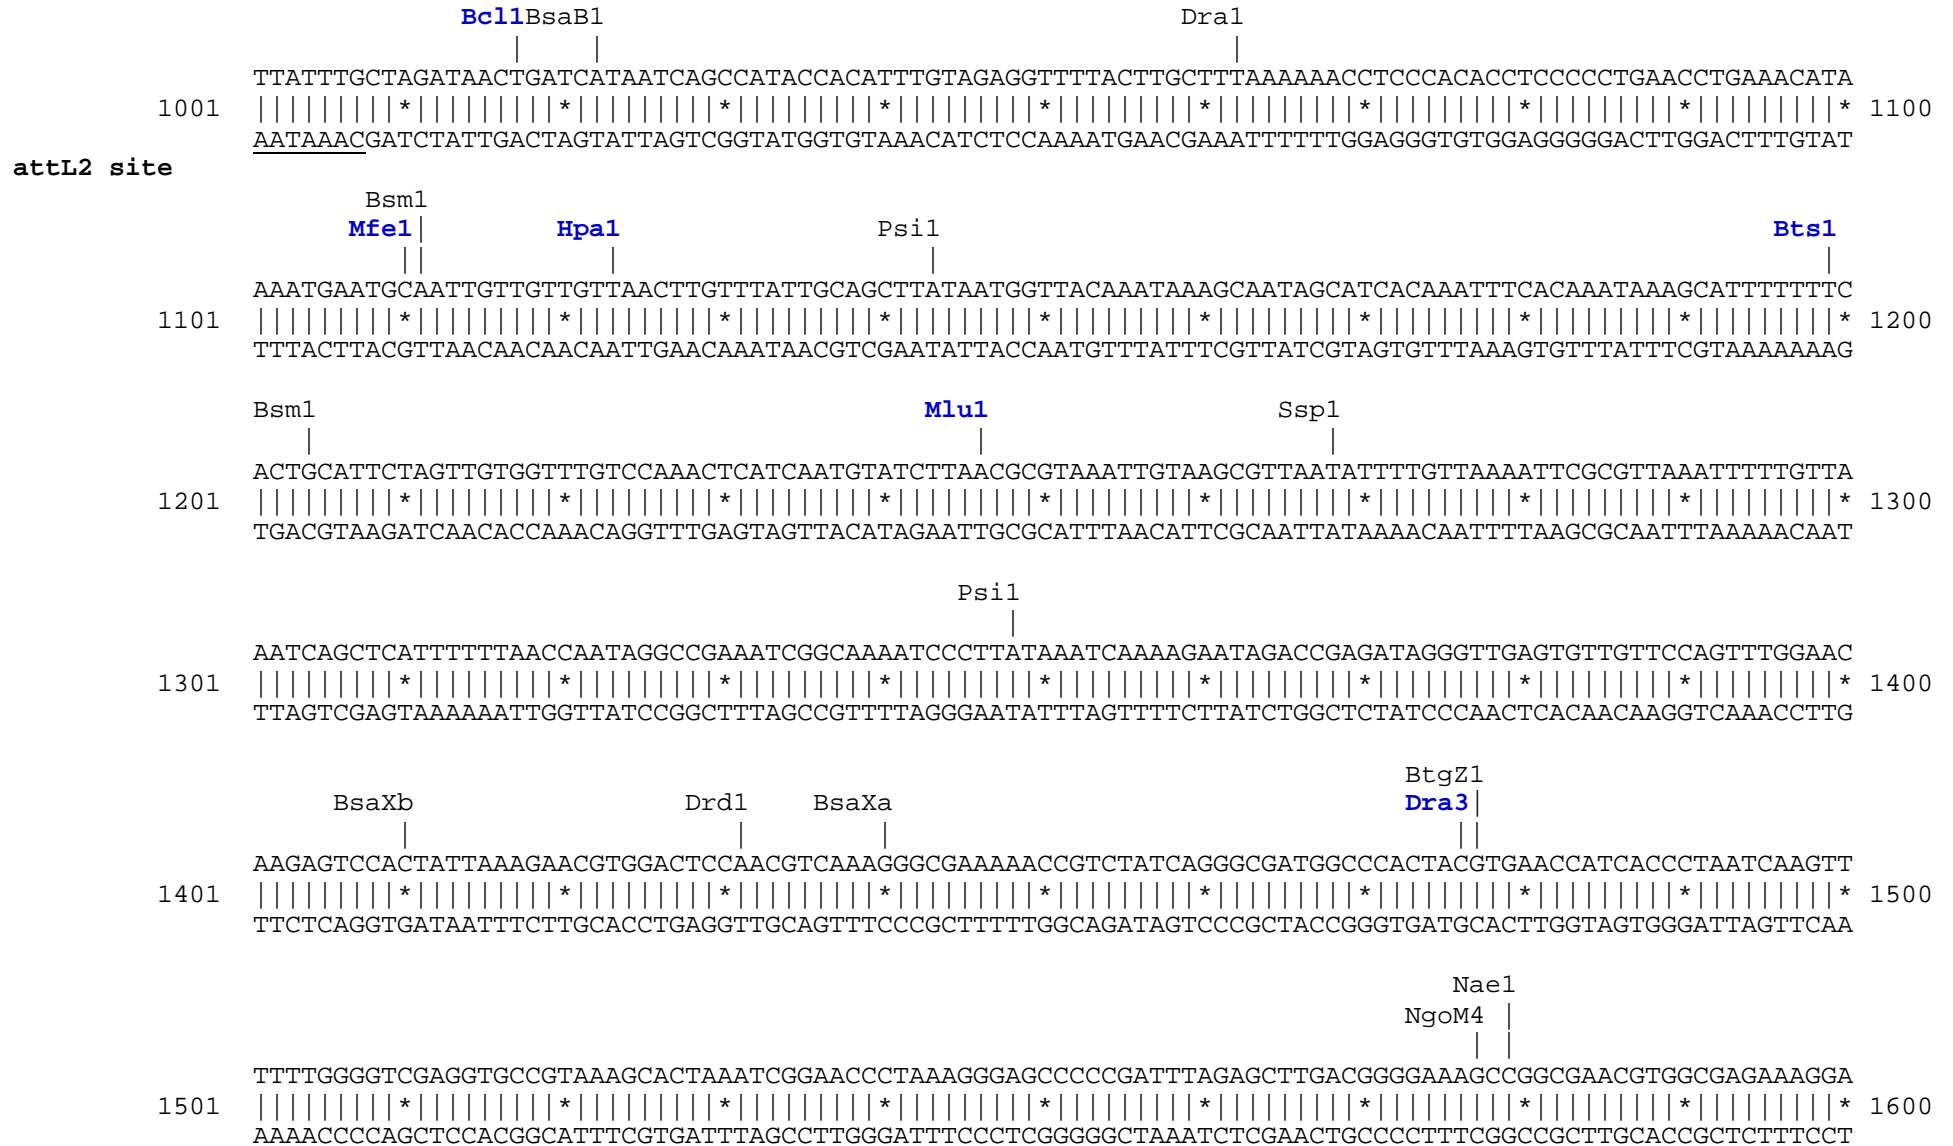 Bcl1BsaB1 Dra1
| | |
TTATTTGCTAGATAACTGATCATAATCAGCCATACCACATTTGTAGAGGTTTTACTTGCTTTAAAAAACCTCCCACACCTCCCCCTGAACCTGAAACATA
1001 |||||||||*|||||||||*|||||||||*|||||||||*|||||||||*|||||||||*|||||||||*|||||||||*|||||||||*|||||||||* 1100
AATAAACGATCTATTGACTAGTATTAGTCGGTATGGTGTAAACATCTCCAAAATGAACGAAATTTTTTGGAGGGTGTGGAGGGGGACTTGGACTTTGTAT
attL2 site
Bsm1
Mfe1| Hpa1 Psi1 Bts1
|| | | |
AAATGAATGCAATTGTTGTTGTTAACTTGTTTATTGCAGCTTATAATGGTTACAAATAAAGCAATAGCATCACAAATTTCACAAATAAAGCATTTTTTTC
1101 |||||||||*|||||||||*|||||||||*|||||||||*|||||||||*|||||||||*|||||||||*|||||||||*|||||||||*|||||||||* 1200
TTTACTTACGTTAACAACAACAATTGAACAAATAACGTCGAATATTACCAATGTTTATTTCGTTATCGTAGTGTTTAAAGTGTTTATTTCGTAAAAAAAG
Bsm1 Mlu1 Ssp1
| | |
ACTGCATTCTAGTTGTGGTTTGTCCAAACTCATCAATGTATCTTAACGCGTAAATTGTAAGCGTTAATATTTTGTTAAAATTCGCGTTAAATTTTTGTTA
1201 |||||||||*|||||||||*|||||||||*|||||||||*|||||||||*|||||||||*|||||||||*|||||||||*|||||||||*|||||||||* 1300
TGACGTAAGATCAACACCAAACAGGTTTGAGTAGTTACATAGAATTGCGCATTTAACATTCGCAATTATAAAACAATTTTAAGCGCAATTTAAAAACAAT
Psi1
|
AATCAGCTCATTTTTTAACCAATAGGCCGAAATCGGCAAAATCCCTTATAAATCAAAAGAATAGACCGAGATAGGGTTGAGTGTTGTTCCAGTTTGGAAC
1301 |||||||||*|||||||||*|||||||||*|||||||||*|||||||||*|||||||||*|||||||||*|||||||||*|||||||||*|||||||||* 1400
TTAGTCGAGTAAAAAATTGGTTATCCGGCTTTAGCCGTTTTAGGGAATATTTAGTTTTCTTATCTGGCTCTATCCCAACTCACAACAAGGTCAAACCTTG
BtgZ1
BsaXb Drd1 BsaXa Dra3|
| | | ||
AAGAGTCCACTATTAAAGAACGTGGACTCCAACGTCAAAGGGCGAAAAACCGTCTATCAGGGCGATGGCCCACTACGTGAACCATCACCCTAATCAAGTT
1401 |||||||||*|||||||||*|||||||||*|||||||||*|||||||||*|||||||||*|||||||||*|||||||||*|||||||||*|||||||||* 1500
TTCTCAGGTGATAATTTCTTGCACCTGAGGTTGCAGTTTCCCGCTTTTTGGCAGATAGTCCCGCTACCGGGTGATGCACTTGGTAGTGGGATTAGTTCAA
Nae1
NgoM4 |
| |
TTTTGGGGTCGAGGTGCCGTAAAGCACTAAATCGGAACCCTAAAGGGAGCCCCCGATTTAGAGCTTGACGGGGAAAGCCGGCGAACGTGGCGAGAAAGGA
1501 |||||||||*|||||||||*|||||||||*|||||||||*|||||||||*|||||||||*|||||||||*|||||||||*|||||||||*|||||||||* 1600
AAAACCCCAGCTCCACGGCATTTCGTGATTTAGCCTTGGGATTTCCCTCGGGGGCTAAATCTCGAACTGCCCCTTTCGGCCGCTTGCACCGCTCTTTCCT